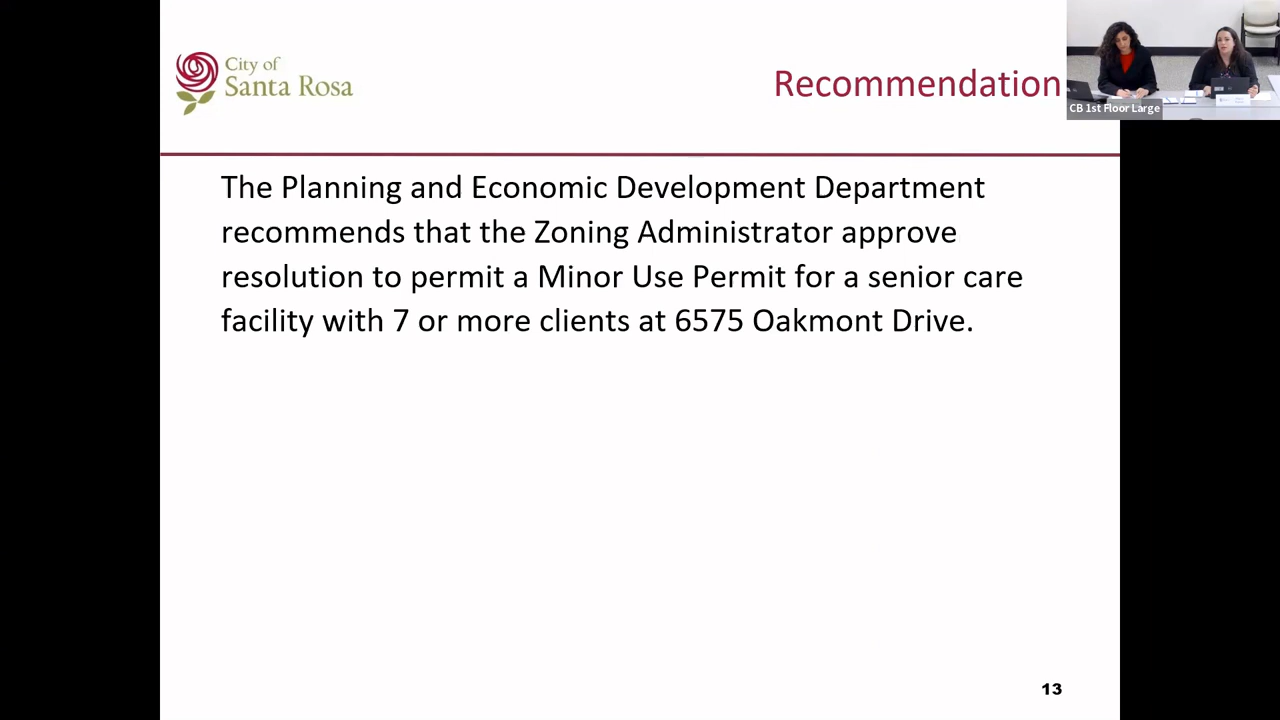 City of
Santa Rosa
Recommendation
CB 1st Floor Large
The Planning and Economic Development Department
recommends that the Zoning Administrator approve
resolution to permit a Minor Use Permit for a senior care
facility with 7 or more clients at 6575 Oakmont Drive.
13